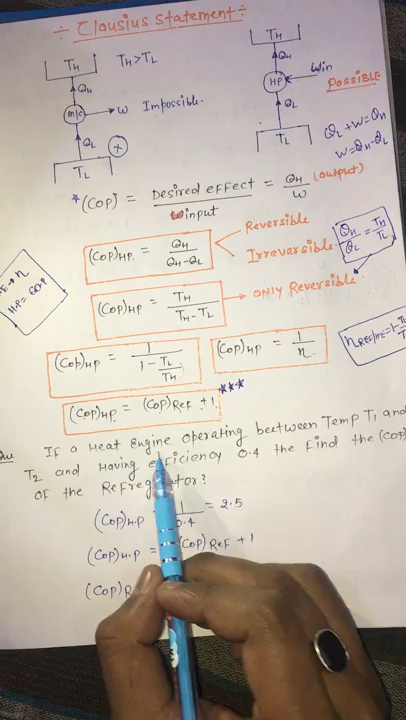 ÷ Clausius Statement ÷
TH
TH > TL
QH
M/C
→ W Impossible.
QL
TL
+
TH
QH
HP
Win
Possible
QL
TL
QL + W = QH
W = QH - QL
*(COP) = Desired effect / Winput = QH / W (output)
(COP)HP. = QH / QH - QL
Reversible
Irreversible
QH / QL = TH / TL
(COP)HP = TH / TH - TL → ONLY Reversible.
(COP)HP = 1 / 1 - TL / TH
(COP)HP = 1 / η
(COP)HP = (COP)Ref + 1 ***
If a Heat Engine operating beetween Temp T1 and
T2 and Having efficiency 0.4 the Find the (COP)
of the Ref
(COP)H.P = 1 / 0.4 = 2.5
(COP)H.P = (COP)Ref + 1
(COP)R